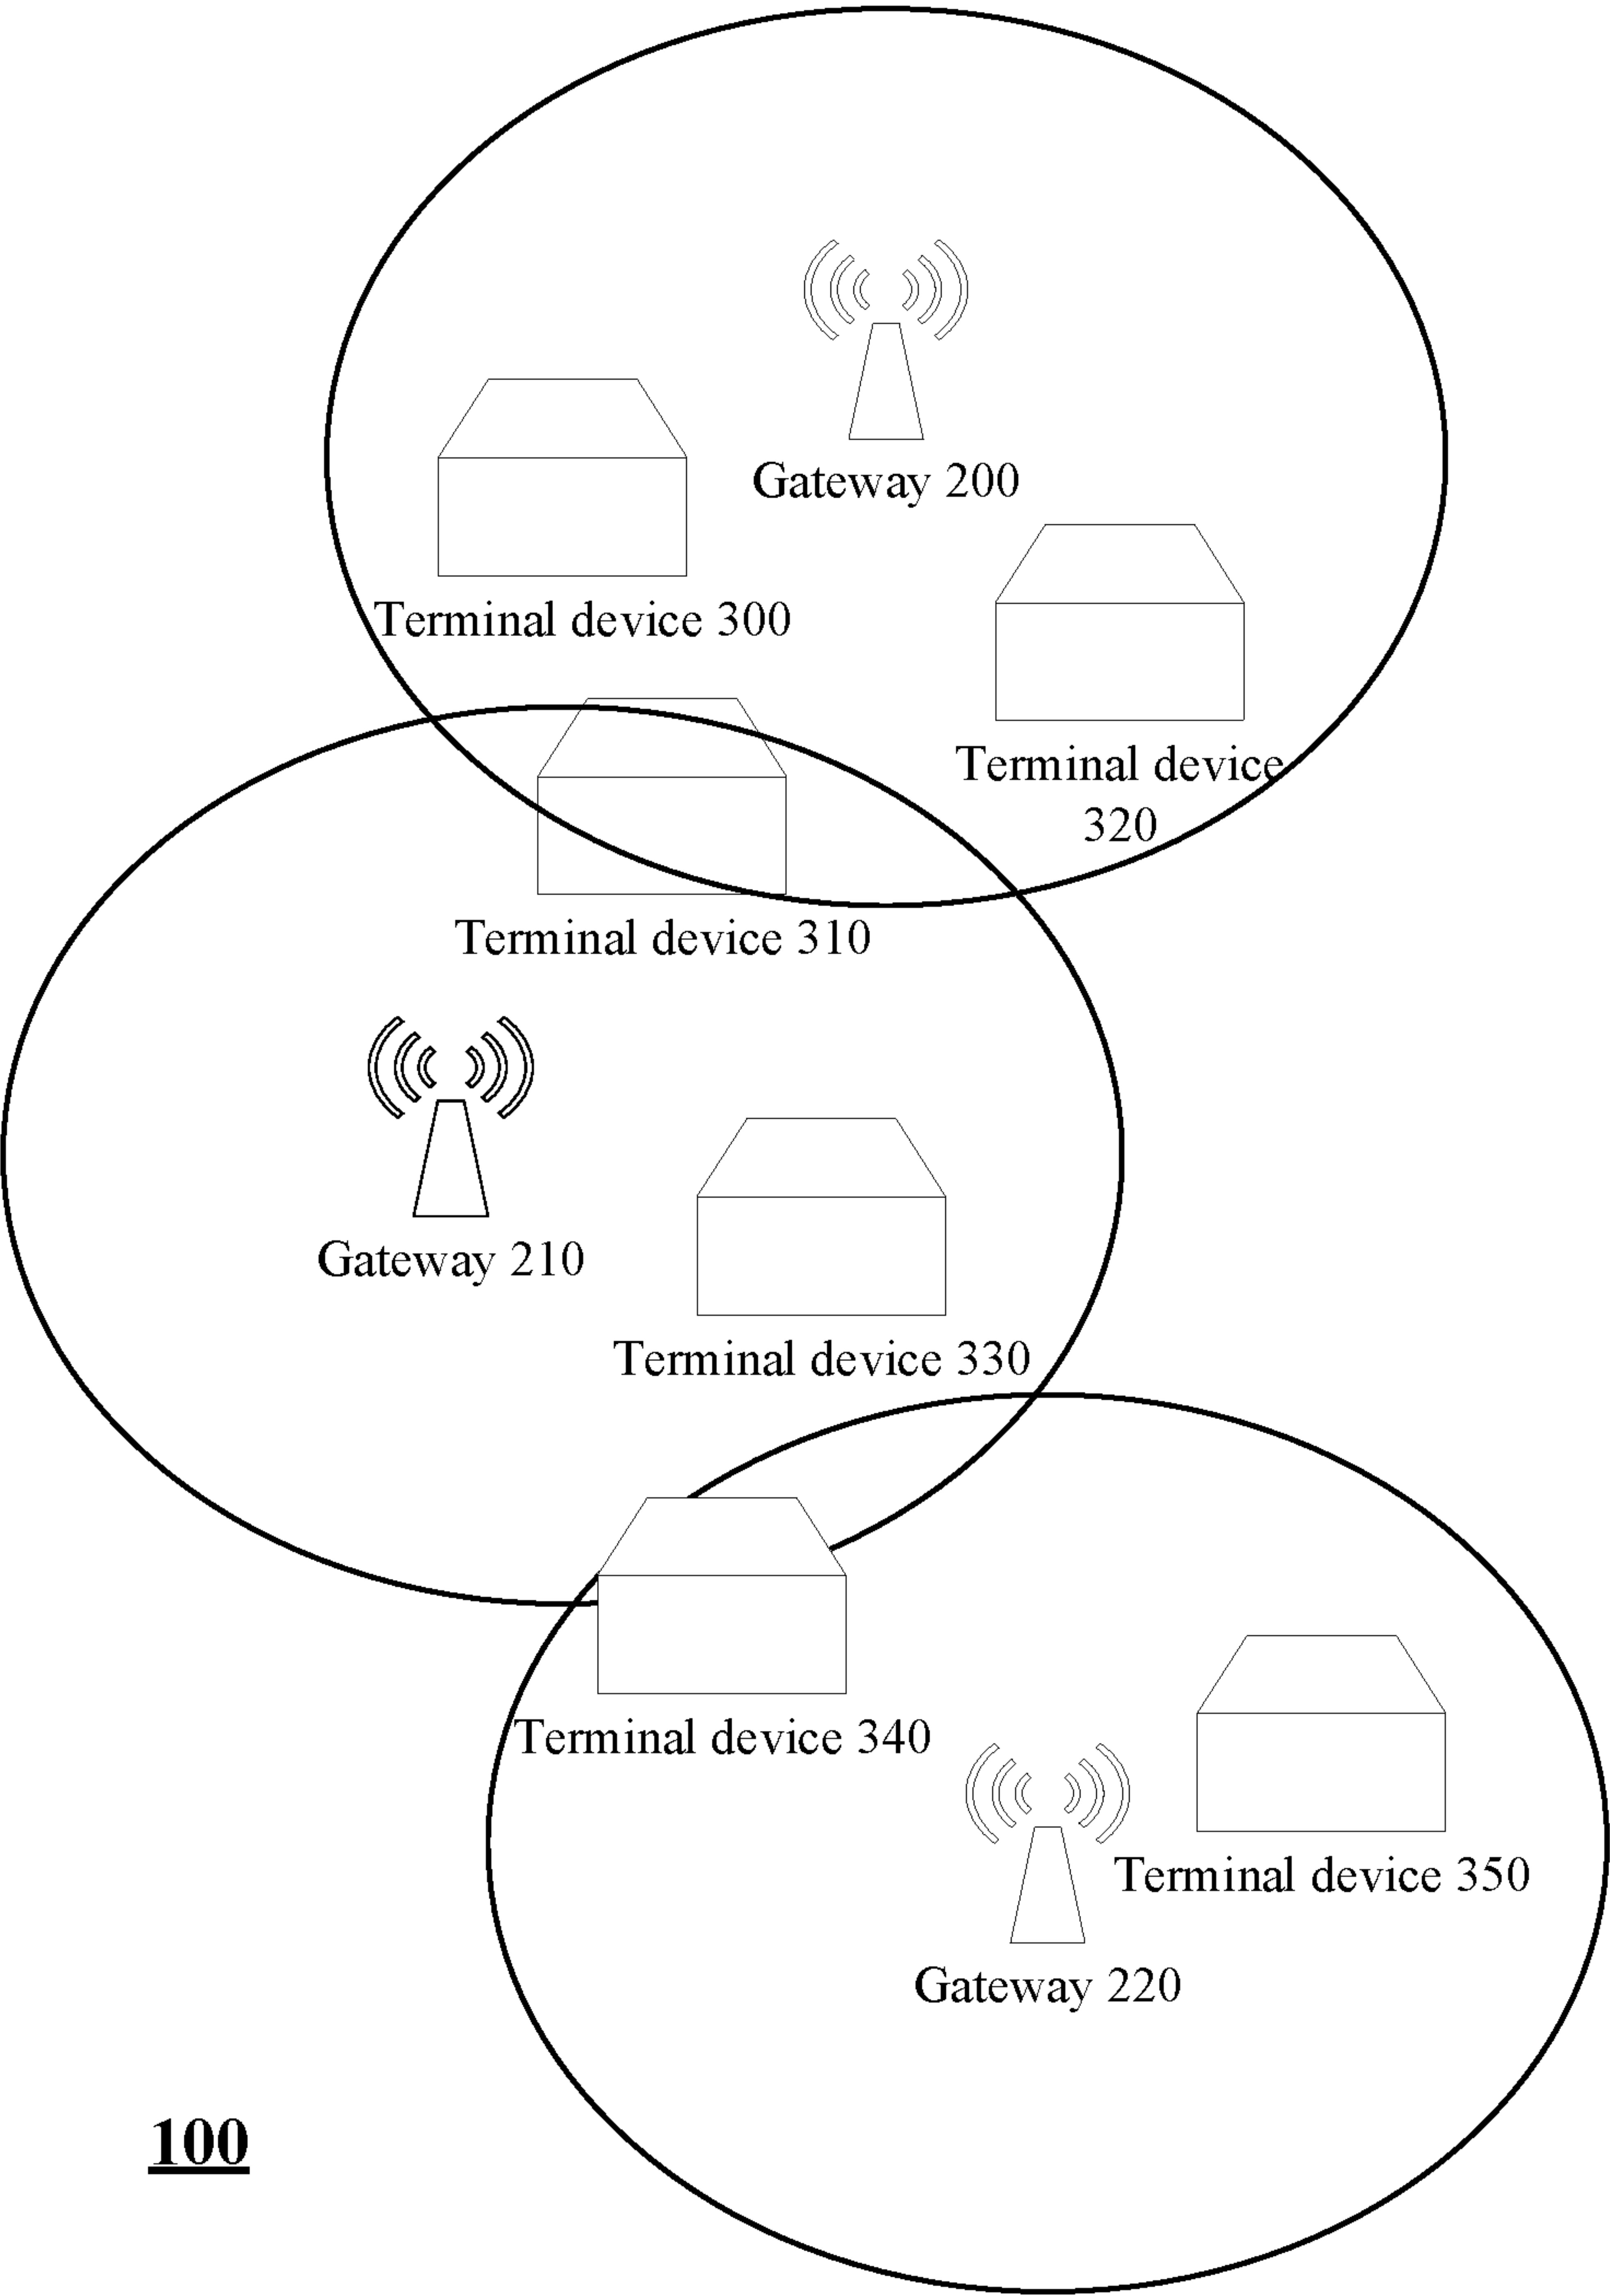 Gateway 200
Terminal device 300
Terminal device
320
Terminal device 310
Gateway 210
Terminal device 330
Terminal device 340
Terminal device 350
Gateway 220
100